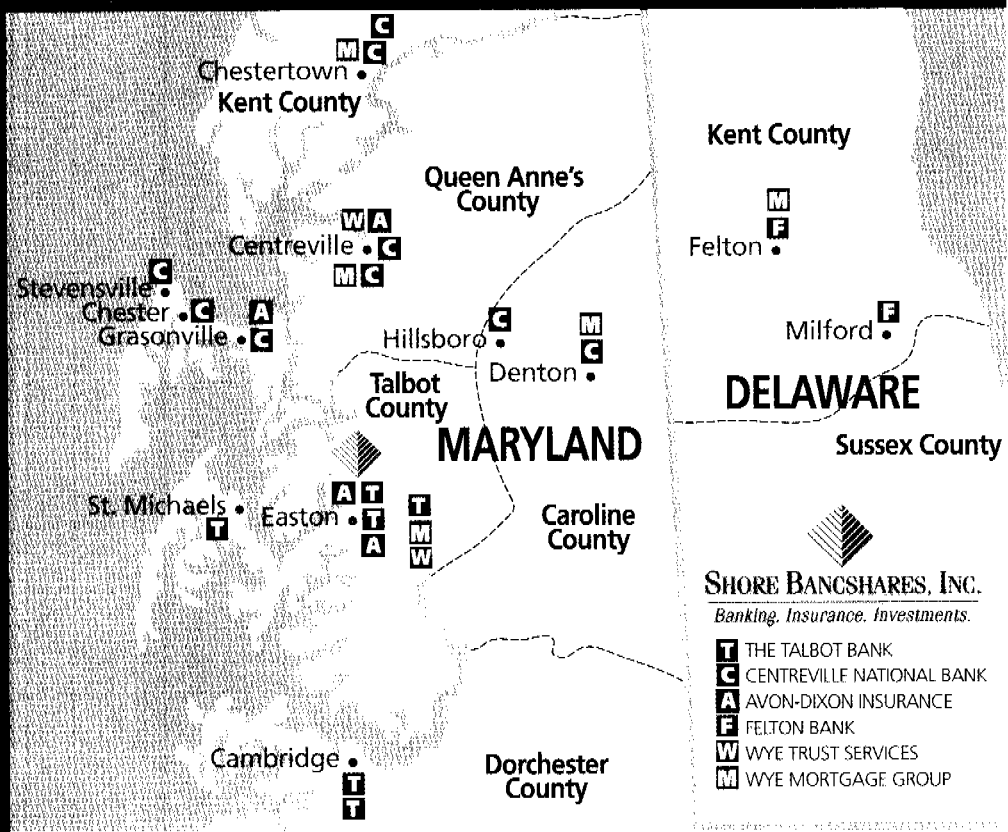 C
M C
Chestertown
Kent County
Kent County
Queen Anne's
County
M
F
Felton
W A
Centreville C
M C
C
Stevensville
Chester C
A
Grasonville C
C
Hillsboro
M
C
Denton
F
Milford
Talbot
County
DELAWARE
MARYLAND
Sussex County
St. Michaels
T
A T
Easton T
A
T
M
W
Caroline
County
SHORE BANCSHARES, INC.
Banking. Insurance. Investments.
T THE TALBOT BANK
C CENTREVILLE NATIONAL BANK
A AVON-DIXON INSURANCE
F FELTON BANK
W WYE TRUST SERVICES
M WYE MORTGAGE GROUP
Cambridge
T
T
Dorchester
County